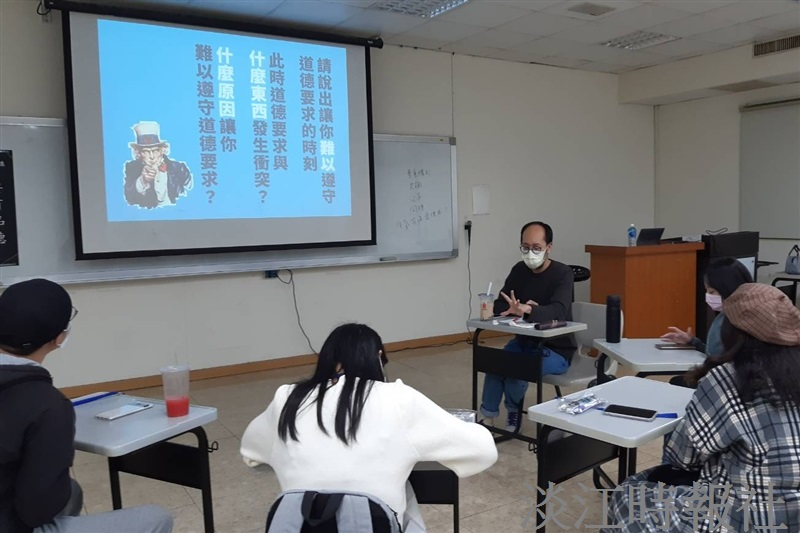 請說出讓你難以遵守
道德要求的時刻
此時道德要求與
什麼東西發生衝突？
什麼原因讓你
難以遵守道德要求？
淡江時報社